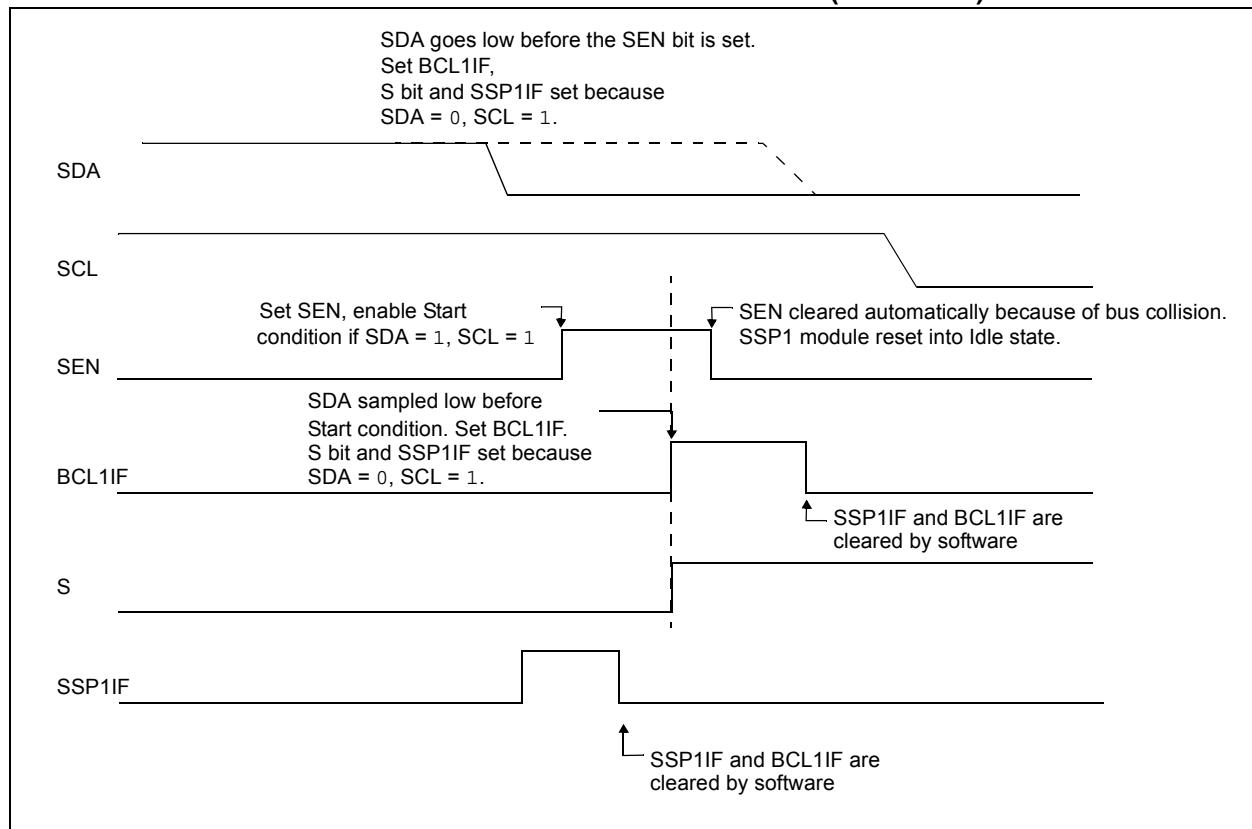 SDA goes low before the SEN bit is set.
Set BCL1IF,
S bit and SSP1IF set because
SDA = 0, SCL = 1.
SDA
SCL
Set SEN, enable Start
condition if SDA = 1, SCL = 1
SEN cleared automatically because of bus collision.
SSP1 module reset into Idle state.
SEN
SDA sampled low before
Start condition. Set BCL1IF.
S bit and SSP1IF set because
SDA = 0, SCL = 1.
BCL1IF
SSP1IF and BCL1IF are
cleared by software
S
SSP1IF
SSP1IF and BCL1IF are
cleared by software